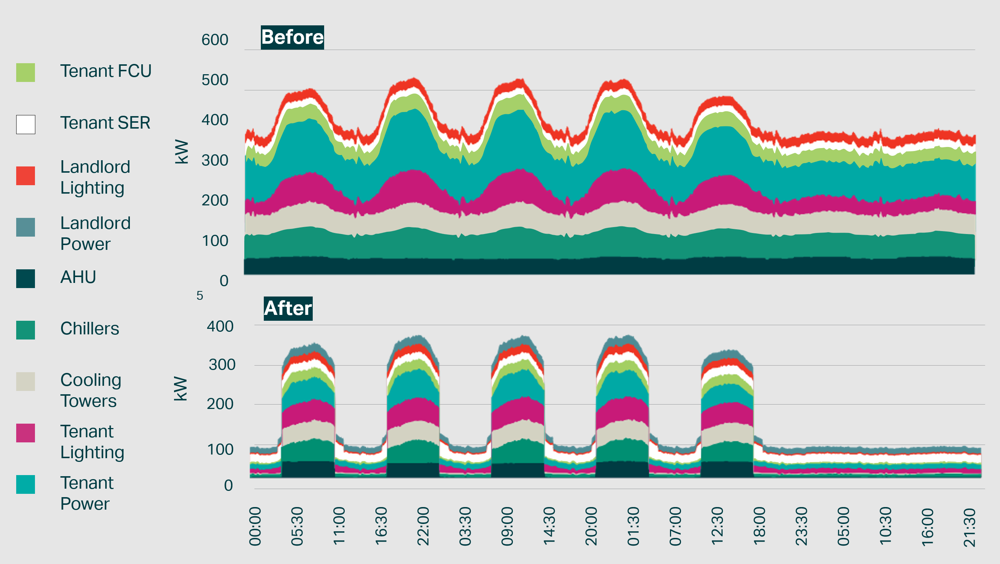 Before
600
500
400
300
200
100
0
kW
Tenant FCU
Tenant SER
Landlord
Lighting
Landlord
Power
AHU
Chillers
Cooling
Towers
Tenant
Lighting
Tenant
Power
5
After
400
300
200
100
0
kW
00:00
05:30
11:00
16:30
22:00
03:30
09:00
14:30
20:00
01:30
07:00
12:30
18:00
23:30
05:00
10:30
16:00
21:30